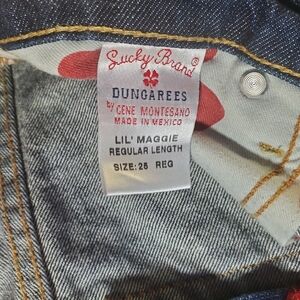 Lucky Brand®
DUNGAREES
by GENE MONTESANO
MADE IN MEXICO
LIL' MAGGIE
REGULAR LENGTH
SIZE:28 REG